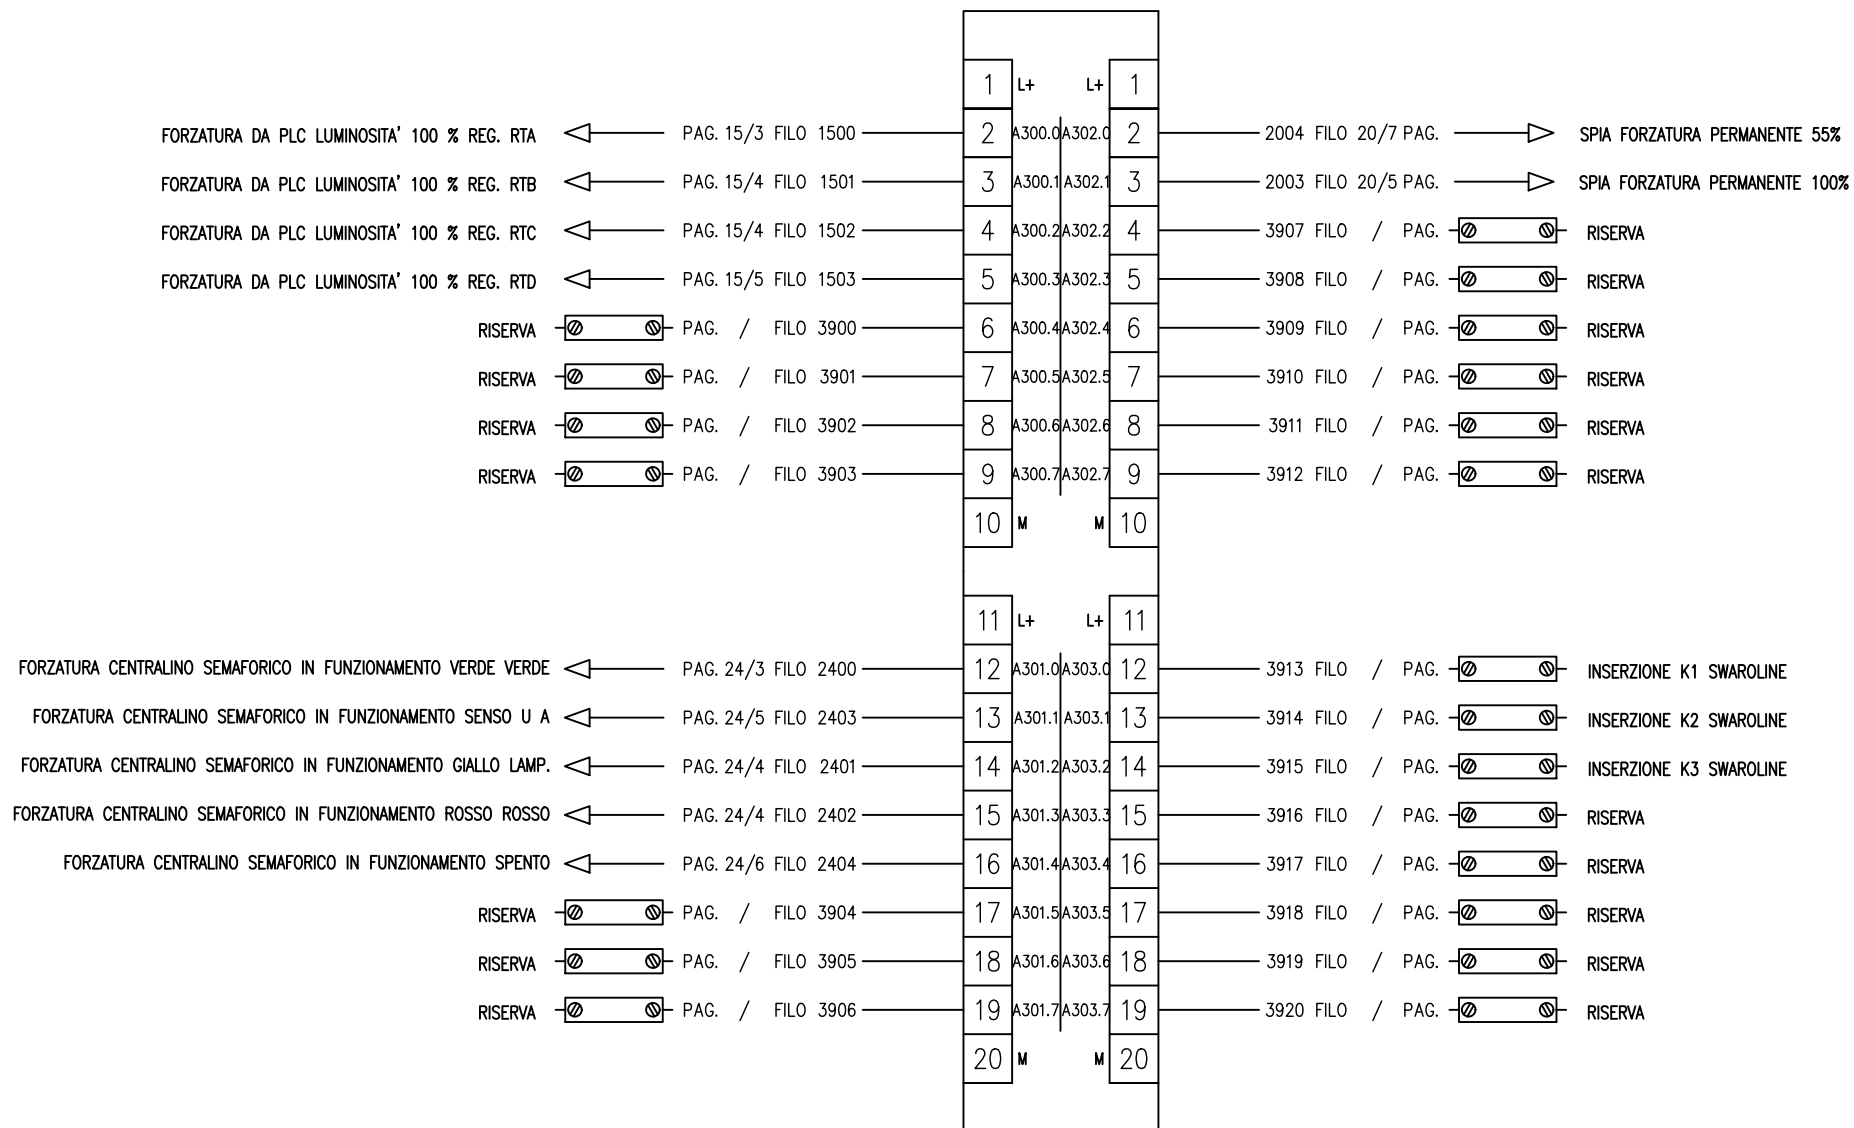 1 L+ L+ 1
FORZATURA DA PLC LUMINOSITA' 100 % REG. RTA PAG. 15/3 FILO 1500 2 A300.0 A302.0 2 2004 FILO 20/7 PAG. SPIA FORZATURA PERMANENTE 55%
FORZATURA DA PLC LUMINOSITA' 100 % REG. RTB PAG. 15/4 FILO 1501 3 A300.1 A302.1 3 2003 FILO 20/5 PAG. SPIA FORZATURA PERMANENTE 100%
FORZATURA DA PLC LUMINOSITA' 100 % REG. RTC PAG. 15/4 FILO 1502 4 A300.2 A302.2 4 3907 FILO / PAG. RISERVA
FORZATURA DA PLC LUMINOSITA' 100 % REG. RTD PAG. 15/5 FILO 1503 5 A300.3 A302.3 5 3908 FILO / PAG. RISERVA
RISERVA PAG. / FILO 3900 6 A300.4 A302.4 6 3909 FILO / PAG. RISERVA
RISERVA PAG. / FILO 3901 7 A300.5 A302.5 7 3910 FILO / PAG. RISERVA
RISERVA PAG. / FILO 3902 8 A300.6 A302.6 8 3911 FILO / PAG. RISERVA
RISERVA PAG. / FILO 3903 9 A300.7 A302.7 9 3912 FILO / PAG. RISERVA
10 M M 10
11 L+ L+ 11
FORZATURA CENTRALINO SEMAFORICO IN FUNZIONAMENTO VERDE VERDE PAG. 24/3 FILO 2400 12 A301.0 A303.0 12 3913 FILO / PAG. INSERZIONE K1 SWAROLINE
FORZATURA CENTRALINO SEMAFORICO IN FUNZIONAMENTO SENSO U A PAG. 24/5 FILO 2403 13 A301.1 A303.1 13 3914 FILO / PAG. INSERZIONE K2 SWAROLINE
FORZATURA CENTRALINO SEMAFORICO IN FUNZIONAMENTO GIALLO LAMP. PAG. 24/4 FILO 2401 14 A301.2 A303.2 14 3915 FILO / PAG. INSERZIONE K3 SWAROLINE
FORZATURA CENTRALINO SEMAFORICO IN FUNZIONAMENTO ROSSO ROSSO PAG. 24/4 FILO 2402 15 A301.3 A303.3 15 3916 FILO / PAG. RISERVA
FORZATURA CENTRALINO SEMAFORICO IN FUNZIONAMENTO SPENTO PAG. 24/6 FILO 2404 16 A301.4 A303.4 16 3917 FILO / PAG. RISERVA
RISERVA PAG. / FILO 3904 17 A301.5 A303.5 17 3918 FILO / PAG. RISERVA
RISERVA PAG. / FILO 3905 18 A301.6 A303.6 18 3919 FILO / PAG. RISERVA
RISERVA PAG. / FILO 3906 19 A301.7 A303.7 19 3920 FILO / PAG. RISERVA
20 M M 20